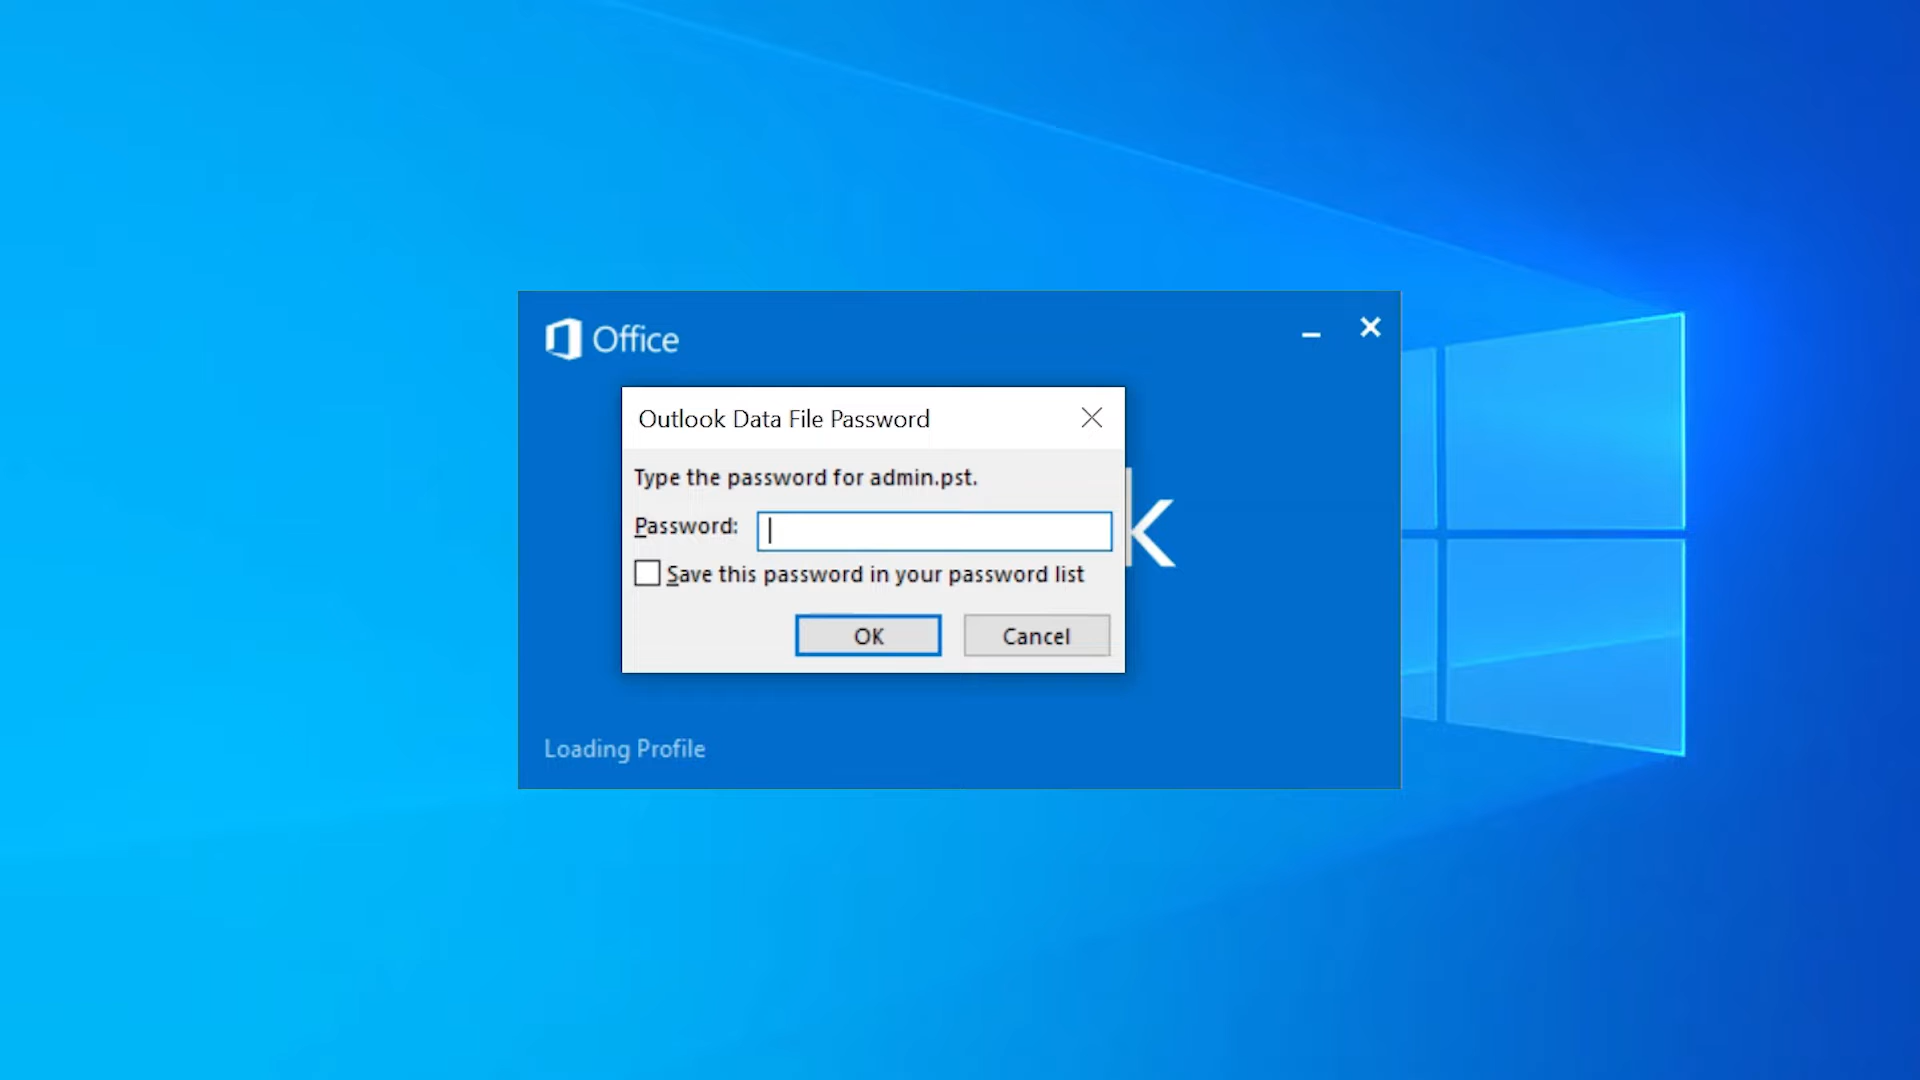 Office
Outlook Data File Password
Type the password for admin.pst.
Password:
Save this password in your password list
OK
Cancel
K
Loading Profile